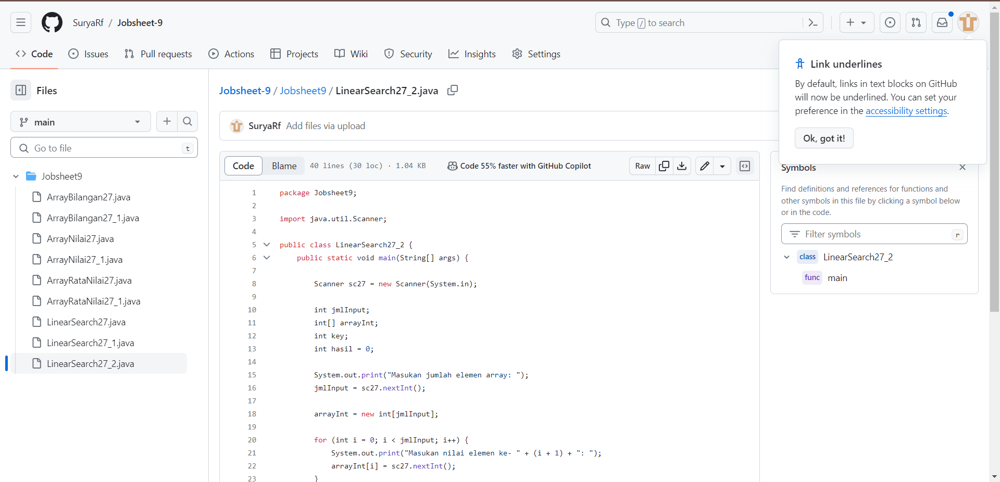 SuryaRf / Jobsheet-9
Type / to search
Code
Issues
Pull requests
Actions
Projects
Wiki
Security
Insights
Settings
Link underlines
By default, links in text blocks on GitHub
will now be underlined. You can set your
preference in the accessibility settings.
Ok, got it!
Files
main
Go to file
t
Jobsheet9
ArrayBilangan27.java
ArrayBilangan27_1.java
ArrayNilai27.java
ArrayNilai27_1.java
ArrayRataNilai27.java
ArrayRataNilai27_1.java
LinearSearch27.java
LinearSearch27_1.java
LinearSearch27_2.java
Jobsheet-9 / Jobsheet9 / LinearSearch27_2.java
SuryaRf Add files via upload
Code
Blame
40 lines (30 loc) · 1.04 KB
Code 55% faster with GitHub Copilot
Raw
1 package Jobsheet9;
2
3 import java.util.Scanner;
4
5 public class LinearSearch27_2 {
6 public static void main(String[] args) {
7
8 Scanner sc27 = new Scanner(System.in);
9
10 int jmlInput;
11 int[] arrayInt;
12 int key;
13 int hasil = 0;
14
15 System.out.print("Masukan jumlah elemen array: ");
16 jmlInput = sc27.nextInt();
17
18 arrayInt = new int[jmlInput];
19
20 for (int i = 0; i < jmlInput; i++) {
21 System.out.print("Masukan nilai elemen ke- " + (i + 1) + ": ");
22 arrayInt[i] = sc27.nextInt();
23 }
Symbols
Find definitions and references for functions and
other symbols in this file by clicking a symbol below
or in the code.
Filter symbols
r
class LinearSearch27_2
func main